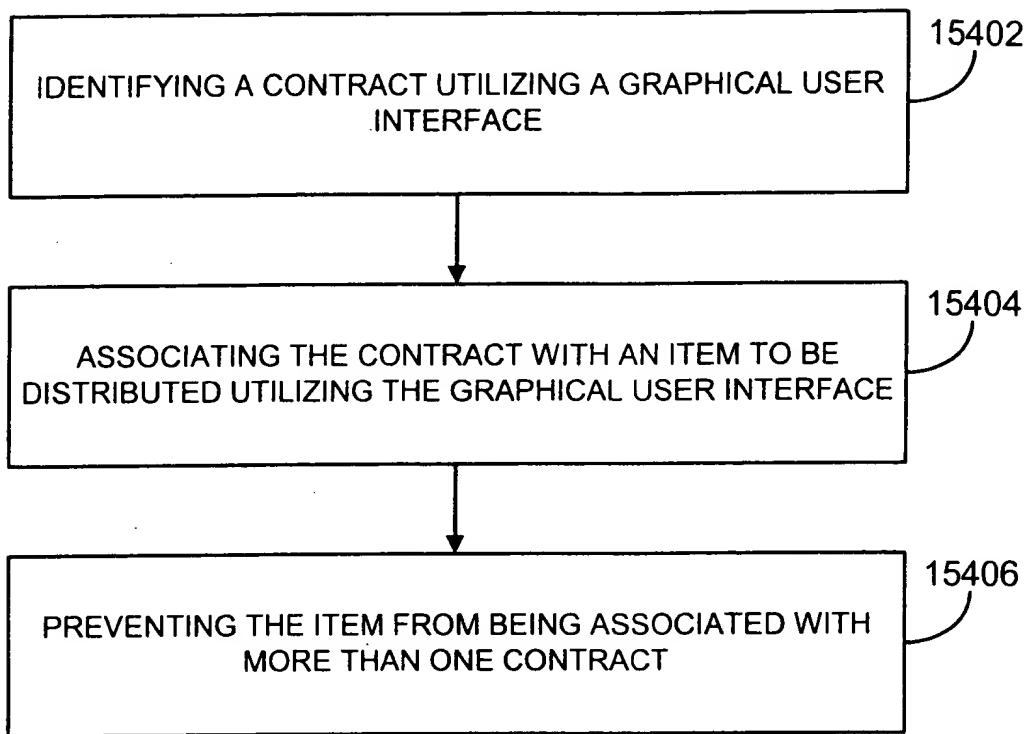 15402
IDENTIFYING A CONTRACT UTILIZING A GRAPHICAL USER
INTERFACE
15404
ASSOCIATING THE CONTRACT WITH AN ITEM TO BE
DISTRIBUTED UTILIZING THE GRAPHICAL USER INTERFACE
15406
PREVENTING THE ITEM FROM BEING ASSOCIATED WITH
MORE THAN ONE CONTRACT